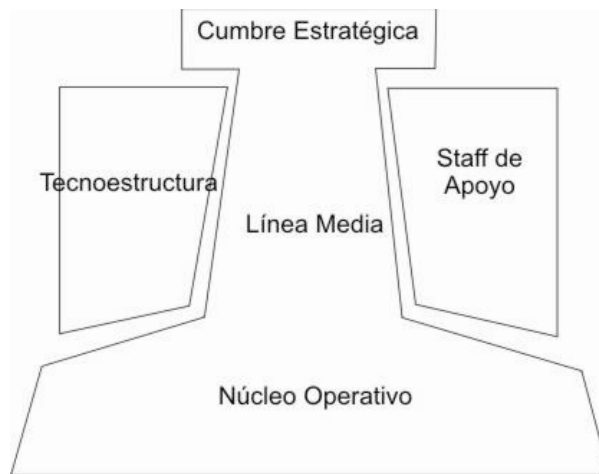 Cumbre Estratégica
Tecnoestructura
Staff de
Apoyo
Línea Media
Núcleo Operativo